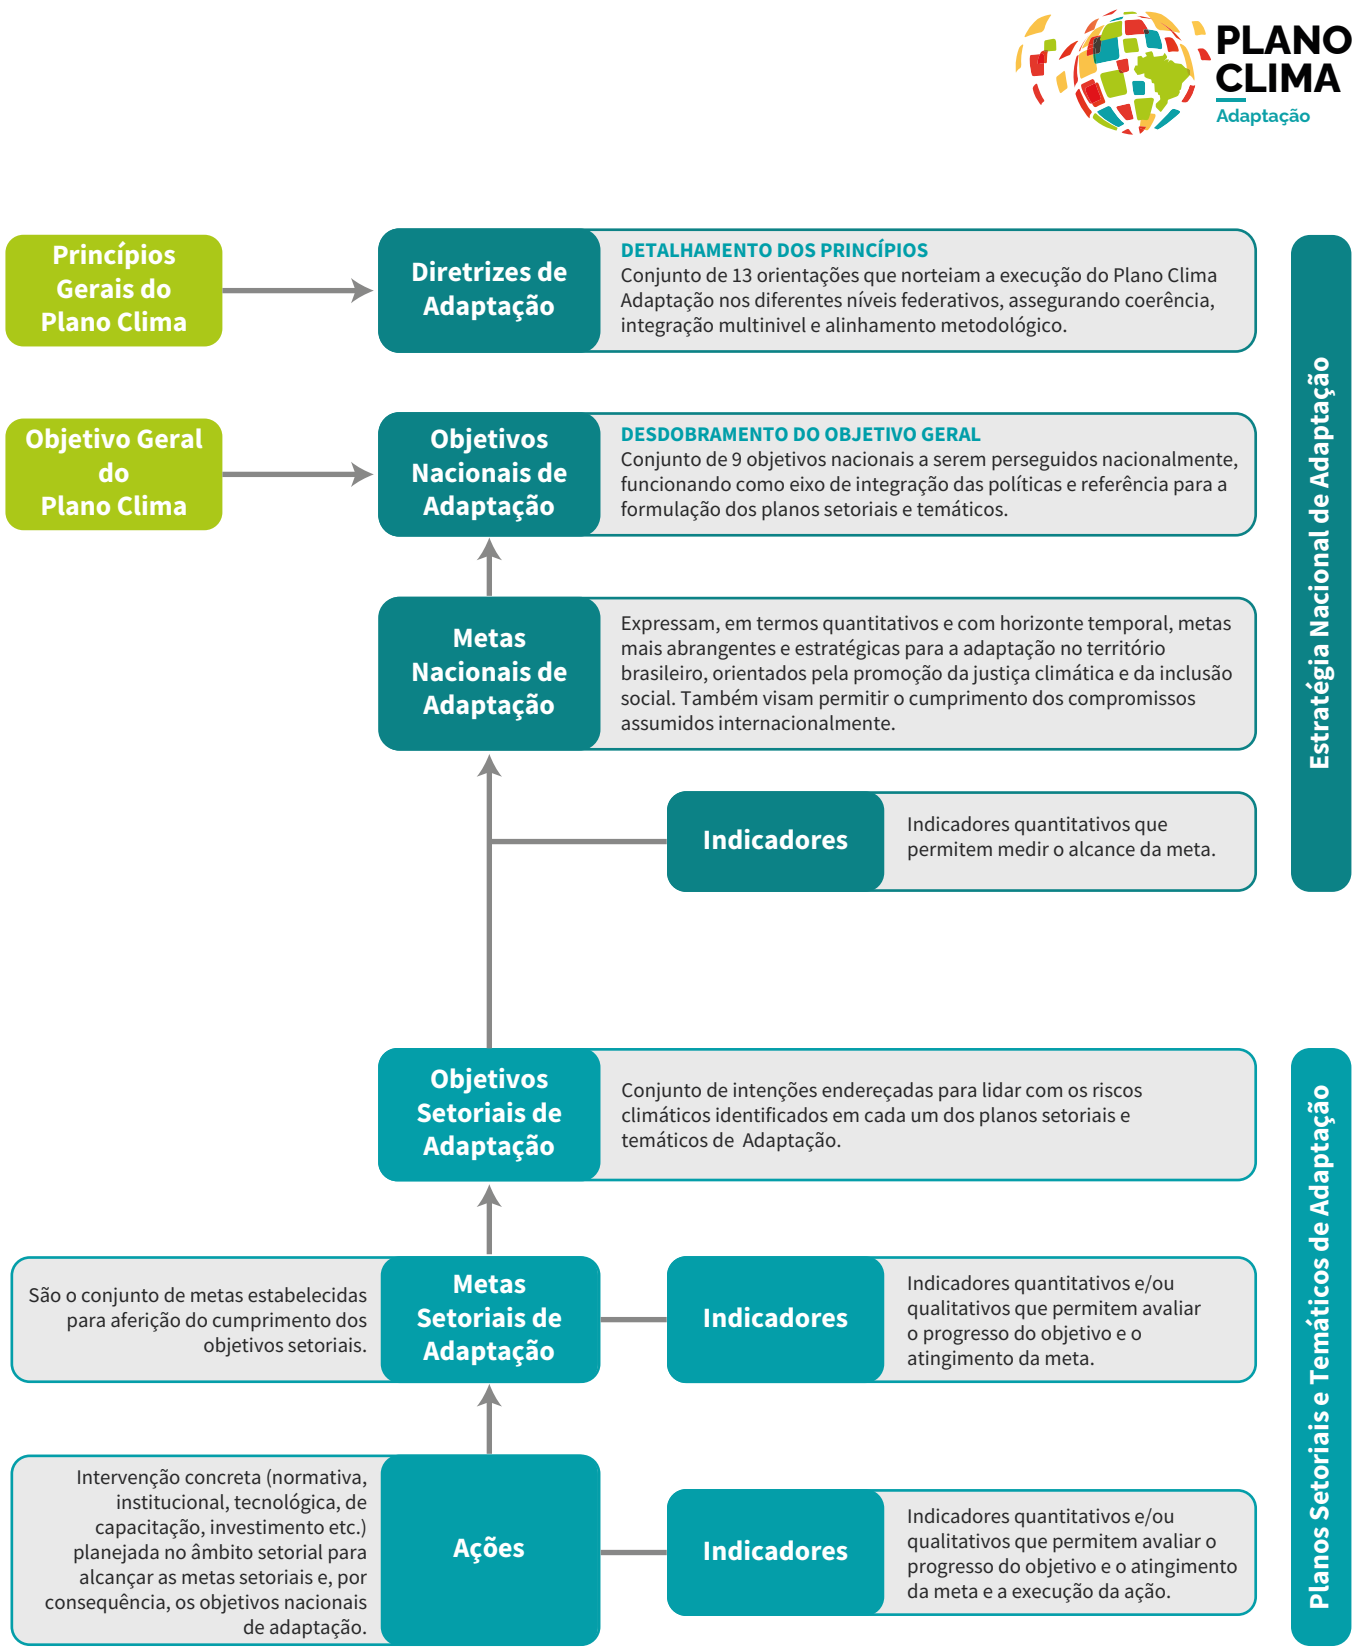 PLANO
CLIMA
Adaptação
Princípios
Gerais do
Plano Clima
Diretrizes de
Adaptação
DETALHAMENTO DOS PRINCÍPIOS
Conjunto de 13 orientações que norteiam a execução do Plano Clima
Adaptação nos diferentes níveis federativos, assegurando coerência,
integração multinivel e alinhamento metodológico.
Objetivo Geral
do
Plano Clima
Objetivos
Nacionais de
Adaptação
DESDOBRAMENTO DO OBJETIVO GERAL
Conjunto de 9 objetivos nacionais a serem perseguidos nacionalmente,
funcionando como eixo de integração das políticas e referência para a
formulação dos planos setoriais e temáticos.
Metas
Nacionais de
Adaptação
Expressam, em termos quantitativos e com horizonte temporal, metas
mais abrangentes e estratégicas para a adaptação no território
brasileiro, orientados pela promoção da justiça climática e da inclusão
social. Também visam permitir o cumprimento dos compromissos
assumidos internacionalmente.
Indicadores
Indicadores quantitativos que
permitem medir o alcance da meta.
Estratégia Nacional de Adaptação
Objetivos
Setoriais de
Adaptação
Conjunto de intenções endereçadas para lidar com os riscos
climáticos identificados em cada um dos planos setoriais e
temáticos de Adaptação.
São o conjunto de metas estabelecidas
para aferição do cumprimento dos
objetivos setoriais.
Metas
Setoriais de
Adaptação
Indicadores
Indicadores quantitativos e/ou
qualitativos que permitem avaliar
o progresso do objetivo e o
atingimento da meta.
Intervenção concreta (normativa,
institucional, tecnológica, de
capacitação, investimento etc.)
planejada no âmbito setorial para
alcançar as metas setoriais e, por
consequência, os objetivos nacionais
de adaptação.
Ações
Indicadores
Indicadores quantitativos e/ou
qualitativos que permitem avaliar o
progresso do objetivo e o atingimento
da meta e a execução da ação.
Planos Setoriais e Temáticos de Adaptação